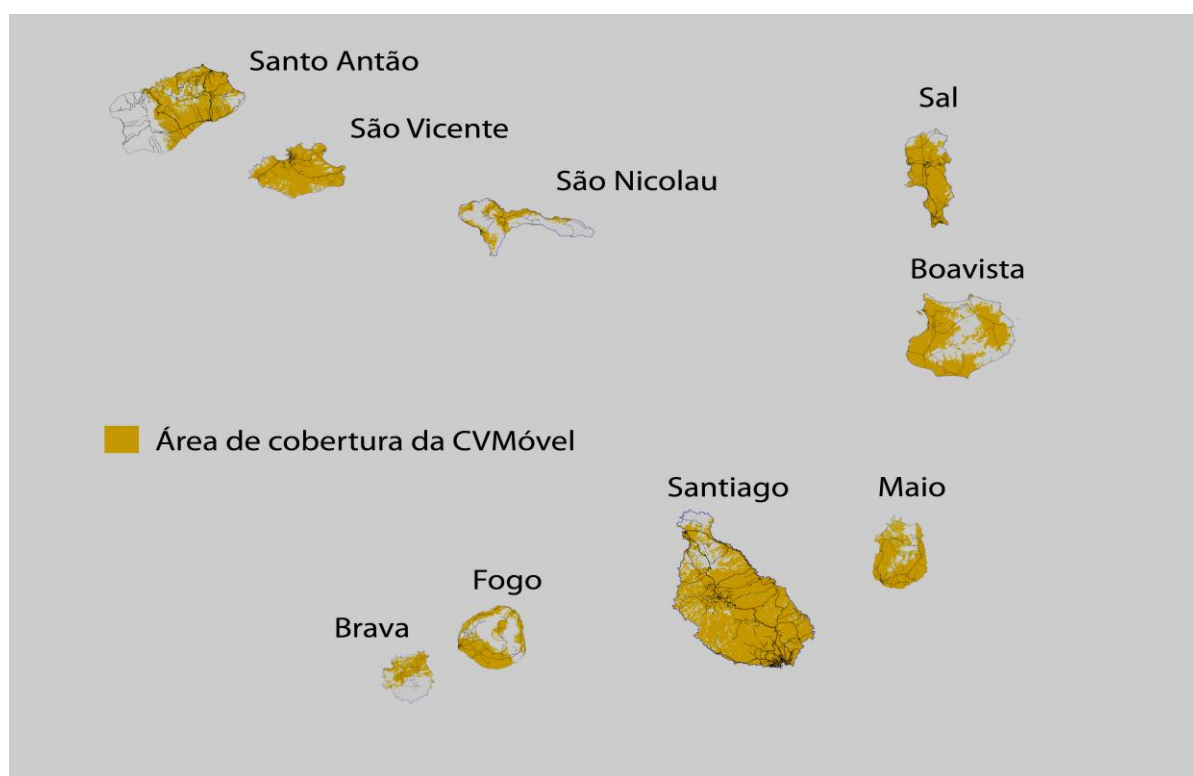 Santo Antão
São Vicente
São Nicolau
Sal
Boavista
Área de cobertura da CVMóvel
Santiago
Maio
Fogo
Brava